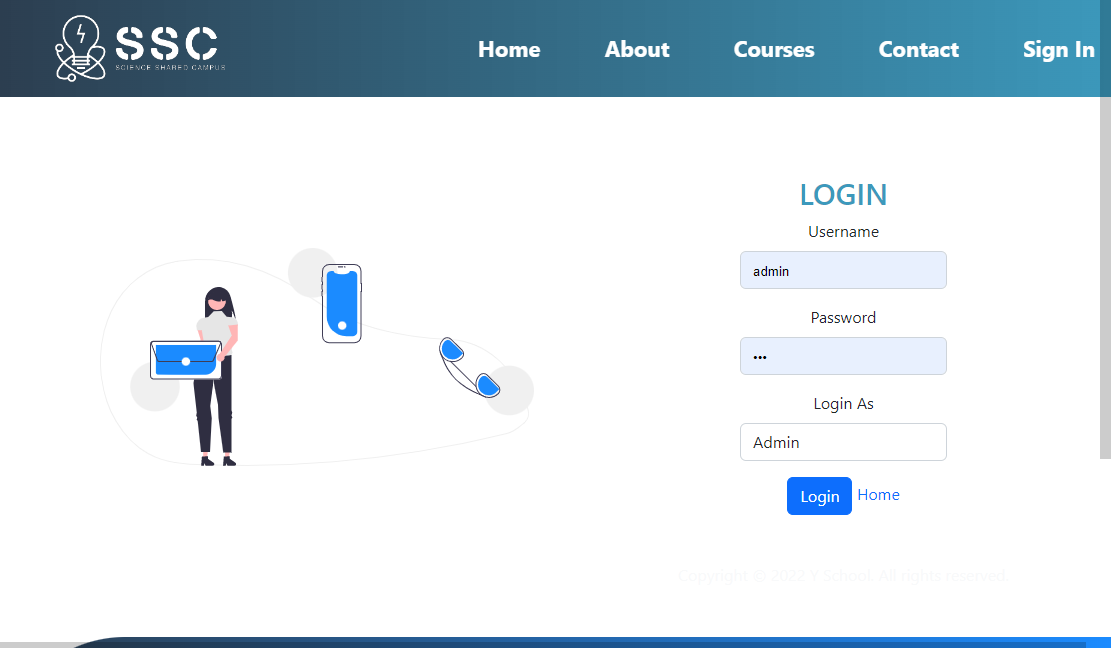 SSC
SCIENCE SHARED CAMPUS
Home About Courses Contact Sign In
LOGIN
Username
admin
Password
•••
Login As
Admin
Login Home
Copyright © 2022 Y School. All rights reserved.